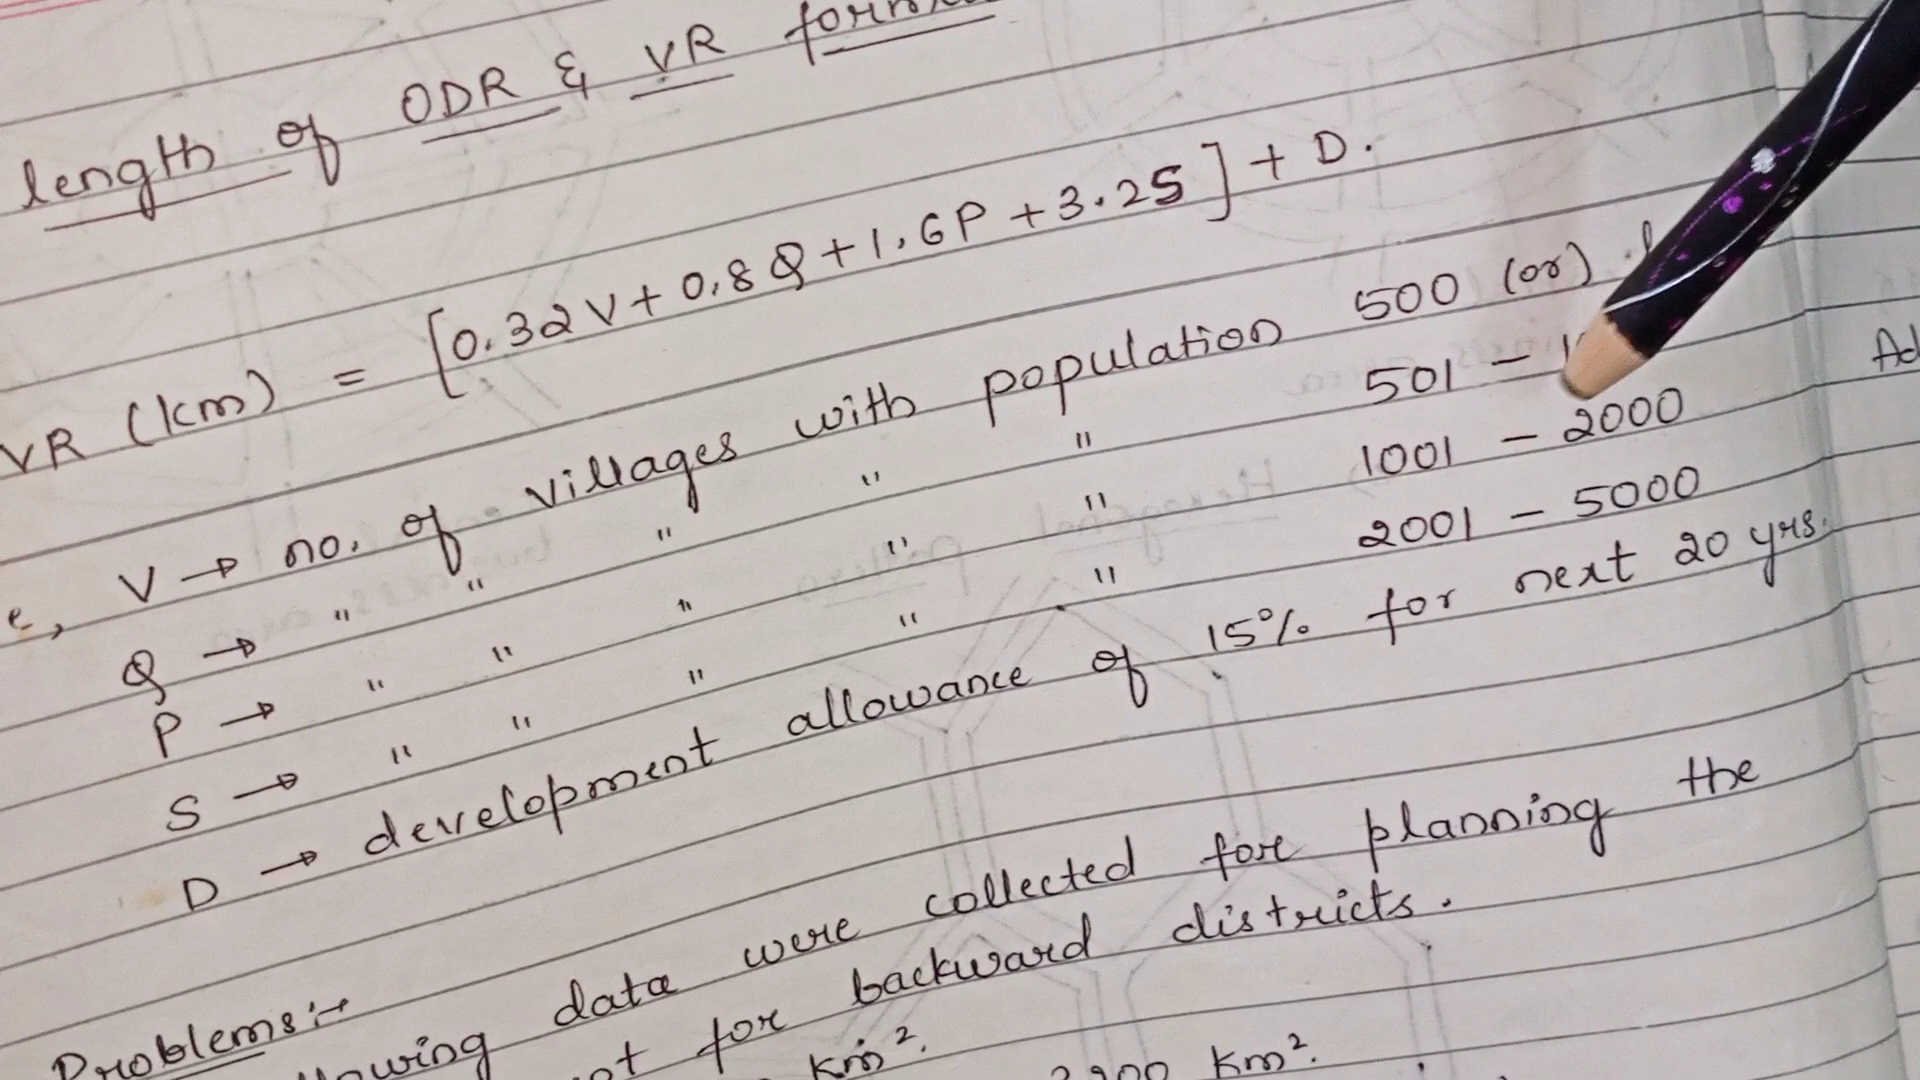 length of ODR & VR
VR (km) = [0.32V + 0.8Q + 1.6P + 3.2S] + D.
V → no. of villages with population 500 (or)
Q → " " " " " 501 -
P → " " " " " 1001 - 2000
S → " " " " " 2001 - 5000
D → development allowance of 15% for next 20 yrs.
Problems:→
data were collected for planning the
for backward districts.
km². km².